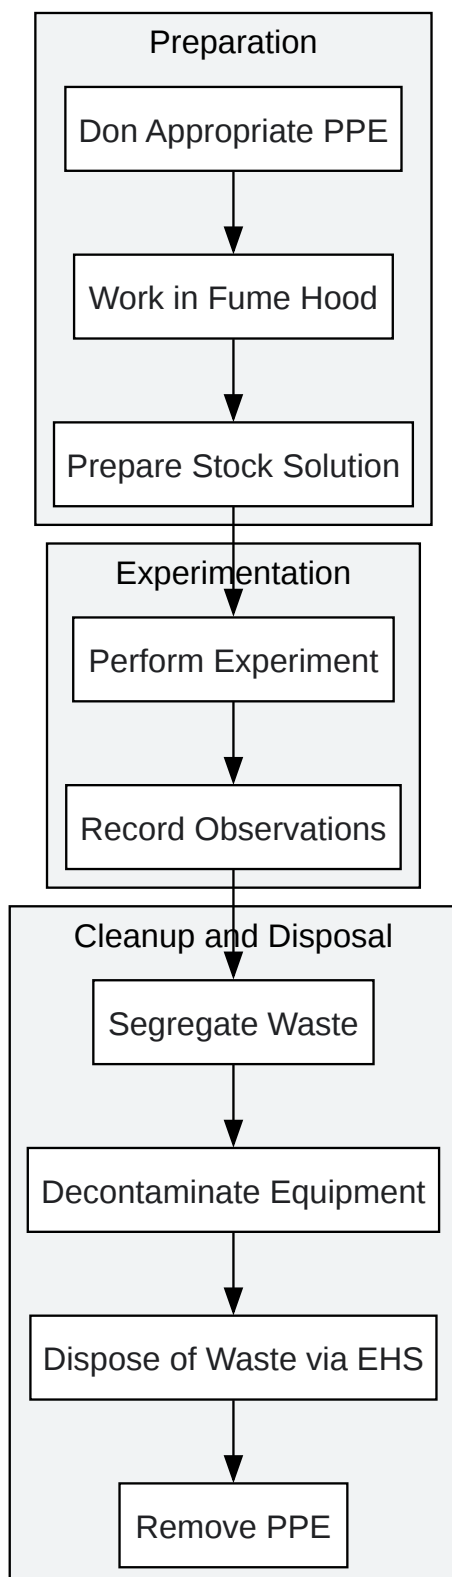 Preparation
Don Appropriate PPE
Work in Fume Hood
Prepare Stock Solution
Experimentation
Perform Experiment
Record Observations
Cleanup and Disposal
Segregate Waste
Decontaminate Equipment
Dispose of Waste via EHS
Remove PPE